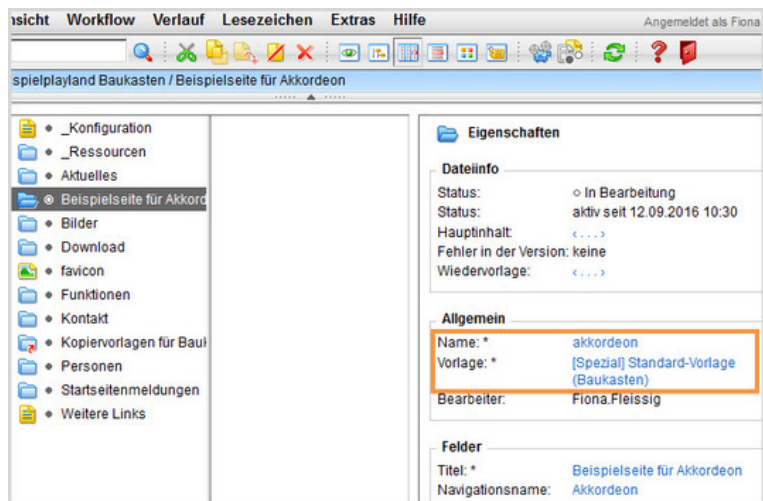 nsicht Workflow Verlauf Lesezeichen Extras Hilfe Angemeldet als Fiona
spielplayland Baukasten / Beispielseite für Akkordeon
_Konfiguration
_Ressourcen
Aktuelles
Beispielseite für Akkord
Bilder
Download
favicon
Funktionen
Kontakt
Kopiervorlagen für Bauk
Personen
Startseitenmeldungen
Weitere Links
Eigenschaften
Dateiinfo
Status: In Bearbeitung
Status: aktiv seit 12.09.2016 10:30
Hauptinhalt: <...>
Fehler in der Version: keine
Wiedervorlage: <...>
Allgemein
Name: * akkordeon
Vorlage: * [Spezial] Standard-Vorlage
(Baukasten)
Bearbeiter: Fiona.Fleissig
Felder
Titel: * Beispielseite für Akkordeon
Navigationsname: Akkordeon